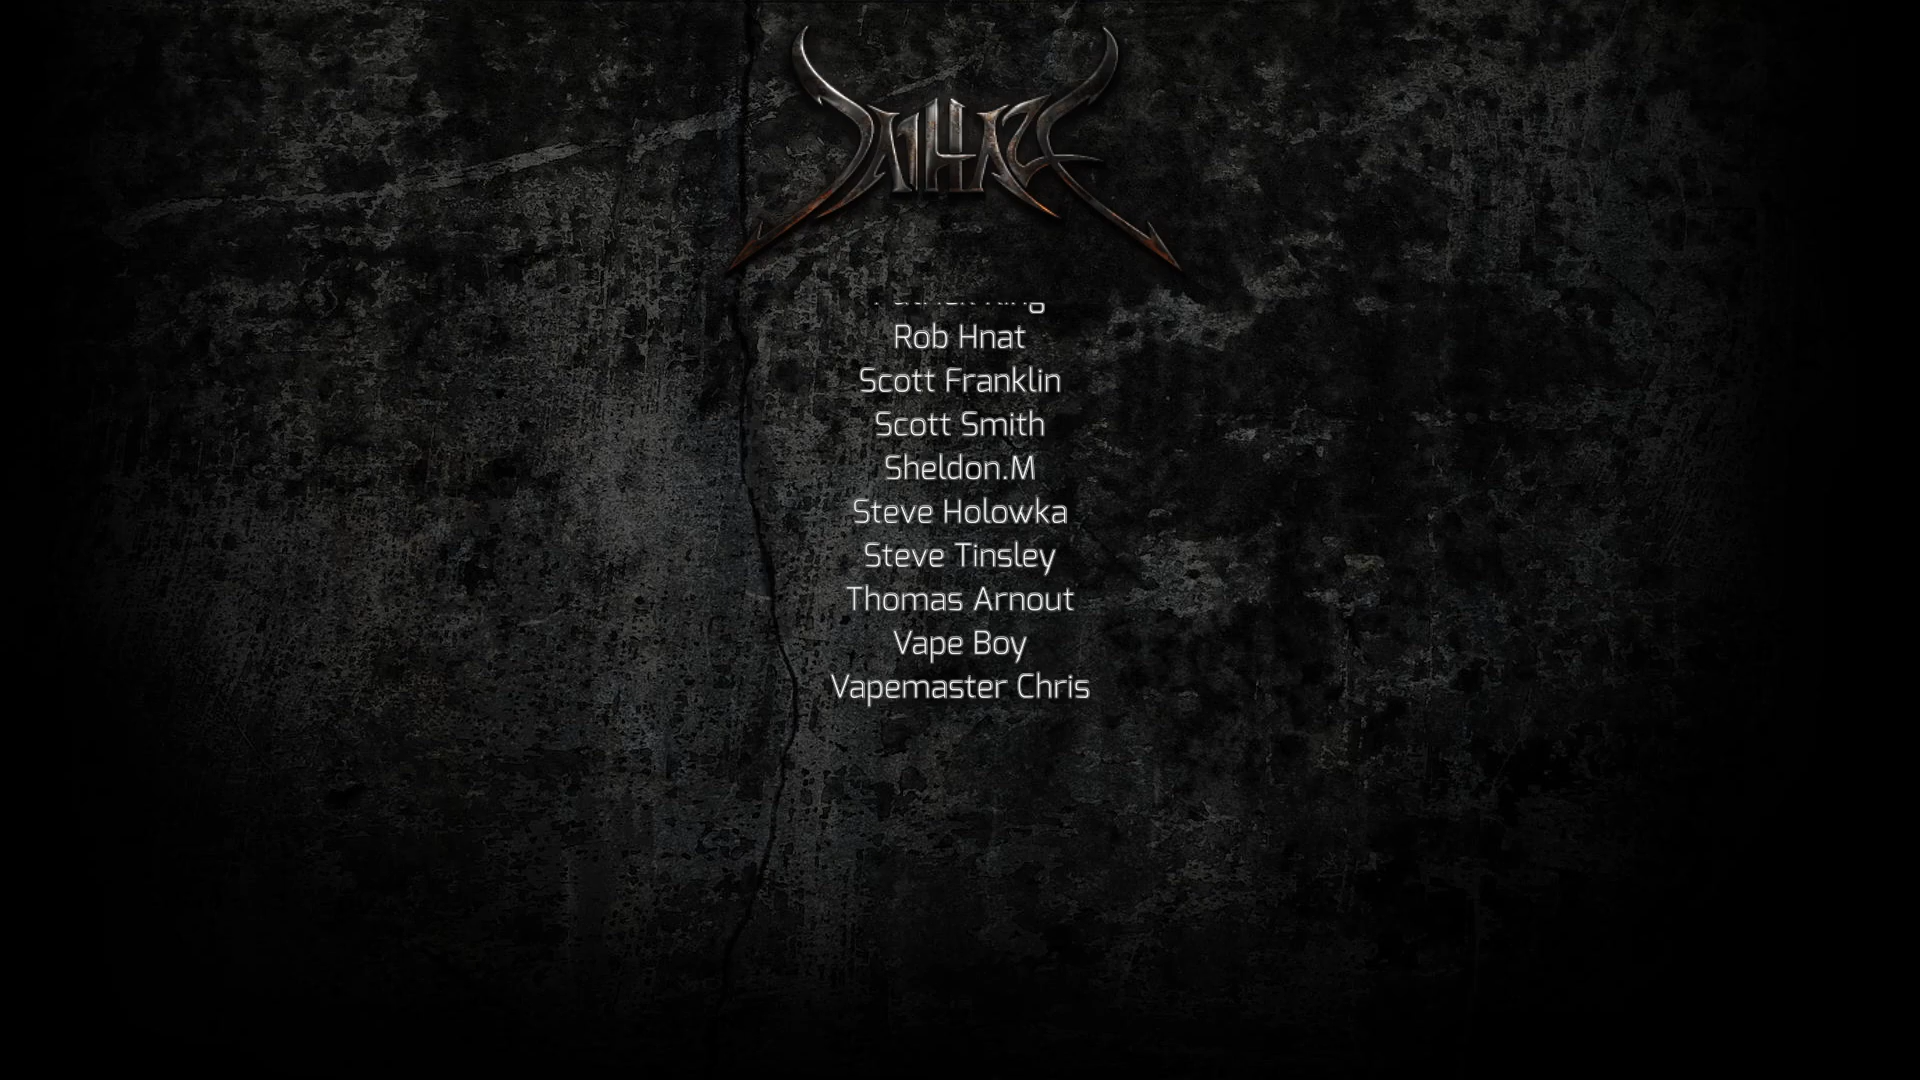 Rob Hnat
Scott Franklin
Scott Smith
Sheldon.M
Steve Holowka
Steve Tinsley
Thomas Arnout
Vape Boy
Vapemaster Chris